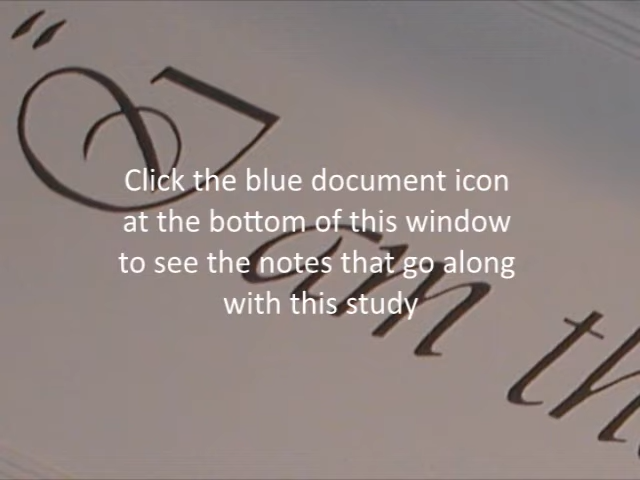 “I
am th
Click the blue document icon
at the bottom of this window
to see the notes that go along
with this study